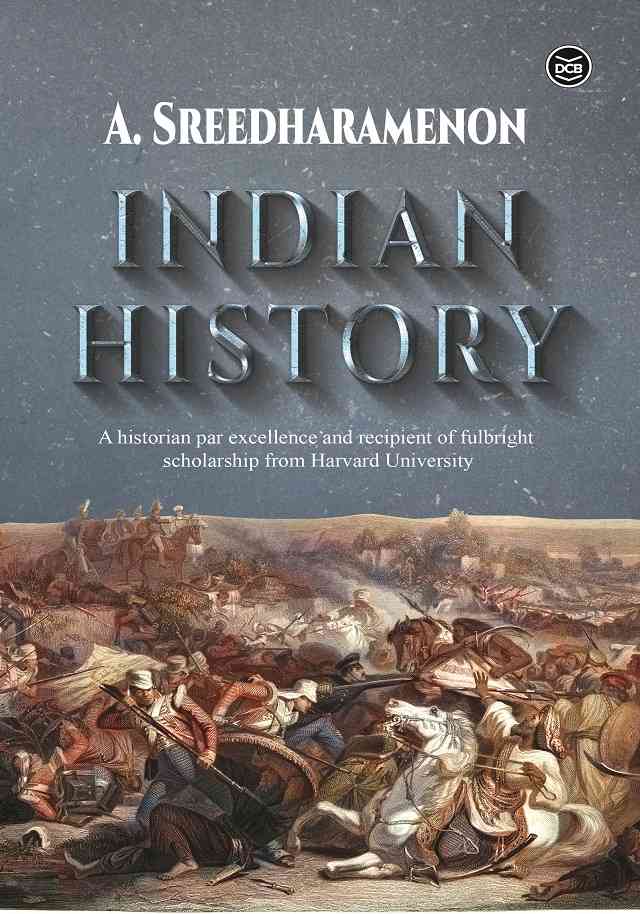 DCB
A. SREEDHARAMENON
INDIAN
HISTORY
A historian par excellence and recipient of fulbright
scholarship from Harvard University